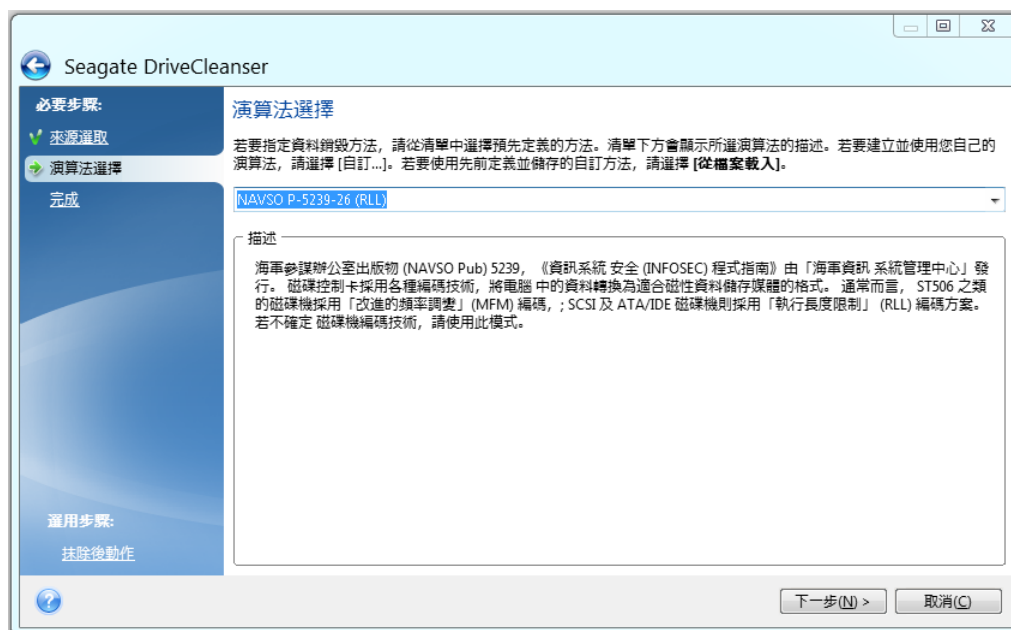 Seagate DriveCleanser
必要步驟:
來源選取
演算法選擇
完成
選用步驟:
抹除後動作
演算法選擇
若要指定資料銷毀方法，請從清單中選擇預先定義的方法。清單下方會顯示所選演算法的描述。若要建立並使用您自己的
演算法，請選擇 [自訂...]。若要使用先前定義並儲存的自訂方法，請選擇 [從檔案載入]。
NAVSO P-5239-26 (RLL)
描述
海軍參謀辦公室出版物 (NAVSO Pub) 5239，《資訊系統 安全 (INFOSEC) 程式指南》由「海軍資訊 系統管理中心」發
行。 磁碟控制卡採用各種編碼技術，將電腦 中的資料轉換為適合磁性資料儲存媒體的格式。 通常而言， ST506 之類
的磁碟機採用「改進的頻率調變」(MFM) 編碼，; SCSI 及 ATA/IDE 磁碟機則採用「執行長度限制」 (RLL) 編碼方案。
若不確定 磁碟機編碼技術，請使用此模式。
下一步(N) >
取消(C)